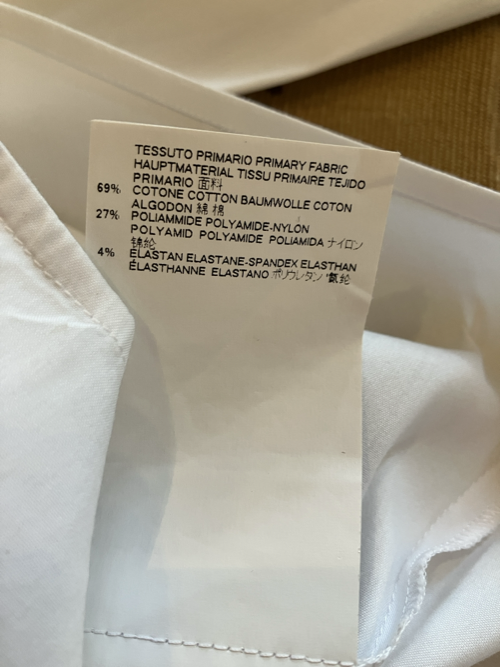 TESSUTO PRIMARIO PRIMARY FABRIC
HAUPTMATERIAL TISSU PRIMAIRE TEJIDO
PRIMARIO 面料
69% COTONE COTTON BAUMWOLLE COTON
ALGODON 綿 棉
27% POLIAMMIDE POLYAMIDE-NYLON
POLYAMID POLYAMIDE POLIAMIDA ナイロン
锦纶
4% ELASTAN ELASTANE-SPANDEX ELASTHAN
ÉLASTHANNE ELASTANO ポリウレタン 氨纶